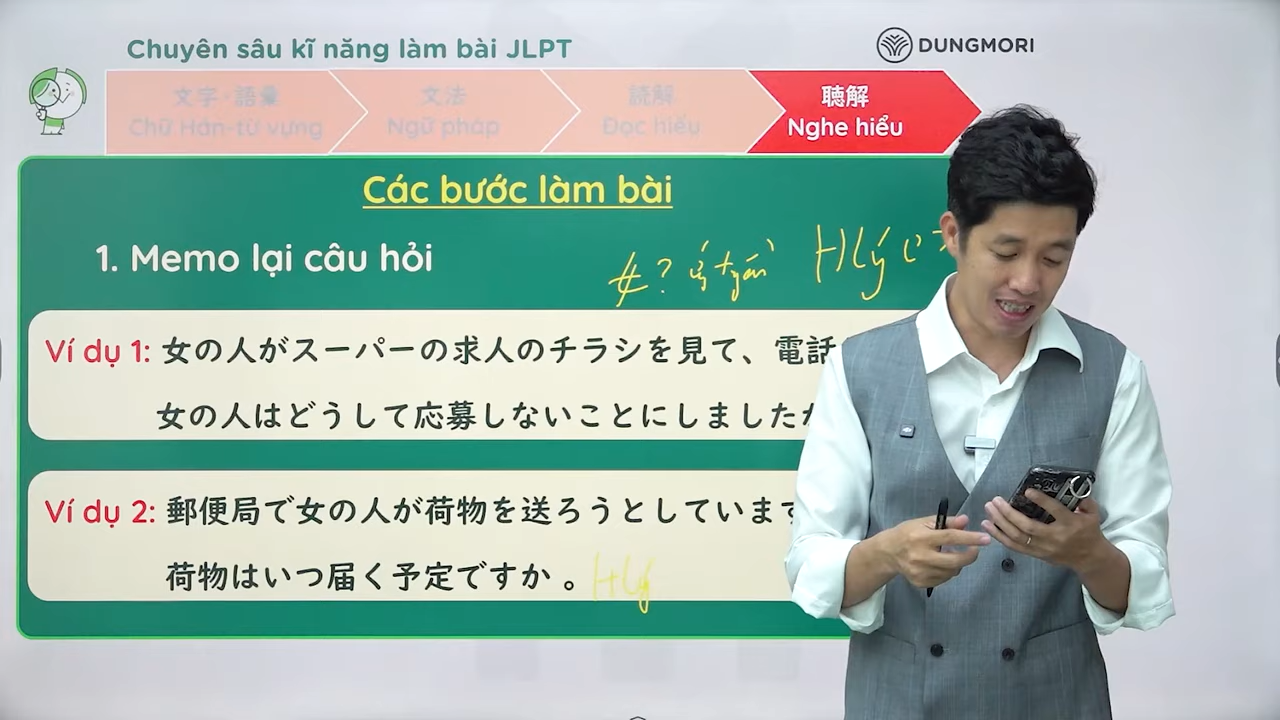 Chuyên sâu kĩ năng làm bài JLPT
DUNGMORI
文字・語彙
Chữ Hán-từ vựng
文法
Ngữ pháp
読解
Đọc hiểu
聴解
Nghe hiểu
Các bước làm bài
1. Memo lại câu hỏi
女?
HLý
Ví dụ 1: 女の人がスーパーの求人のチラシを見て、電話
女の人はどうして応募しないことにしました
Ví dụ 2: 郵便局で女の人が荷物を送ろうとしています
荷物はいつ届く予定ですか。HLý